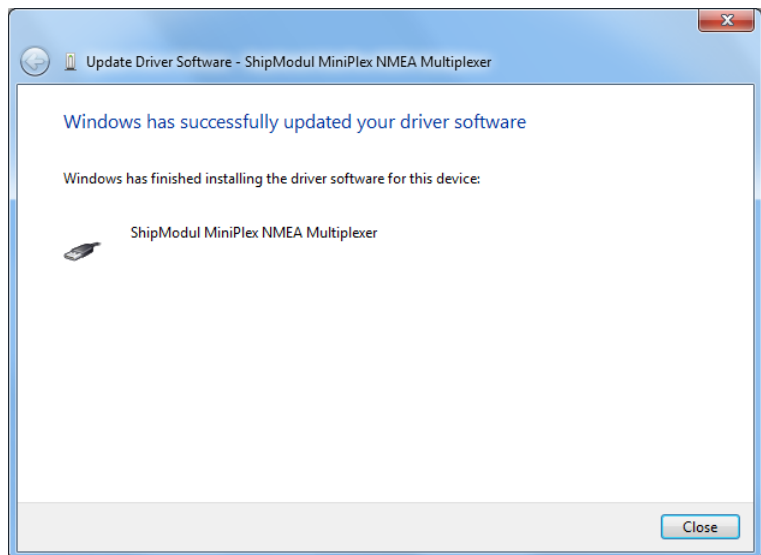 Update Driver Software - ShipModul MiniPlex NMEA Multiplexer
Windows has successfully updated your driver software
Windows has finished installing the driver software for this device:
ShipModul MiniPlex NMEA Multiplexer
Close